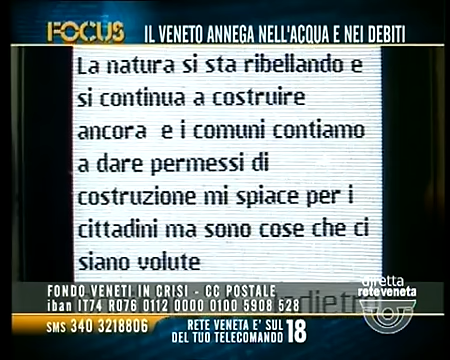 FOCUS IL VENETO ANNEGA NELL'ACQUA E NEI DEBITI
La natura si sta ribellando e
si continua a costruire
ancora e i comuni contiamo
a dare permessi di
costruzione mi spiace per i
cittadini ma sono cose che ci
siano volute
FONDO VENETI IN CRISI - CC POSTALE
iban IT74 R076 0112 0000 0100 5908 528
diretta
reteveneta
SMS 340 3218806
RETE VENETA E' SUL
DEL TUO TELECOMANDO 18